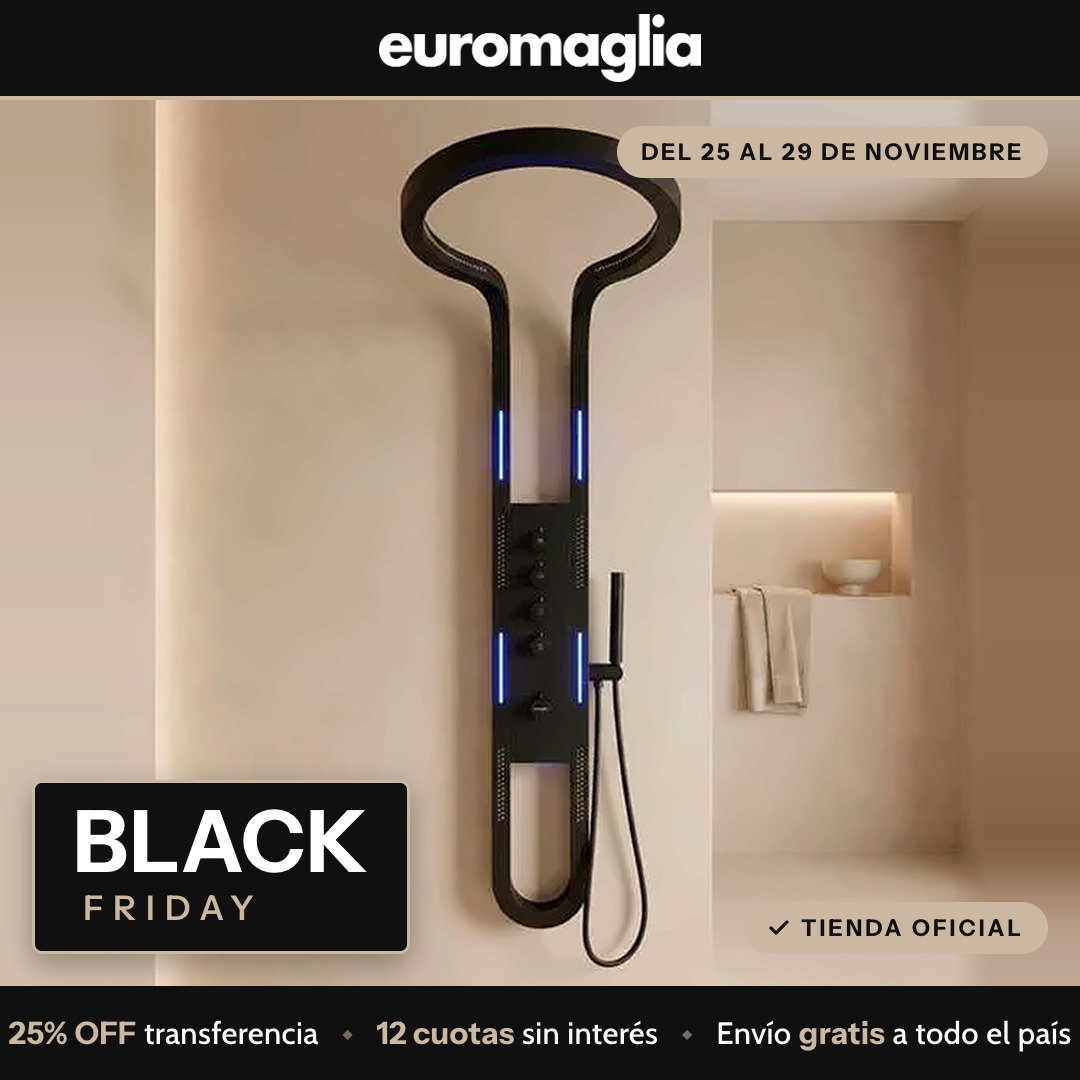 euromaglia
DEL 25 AL 29 DE NOVIEMBRE
BLACK
FRIDAY
TIENDA OFICIAL
25% OFF transferencia ◆ 12 cuotas sin interés ◆ Envío gratis a todo el país